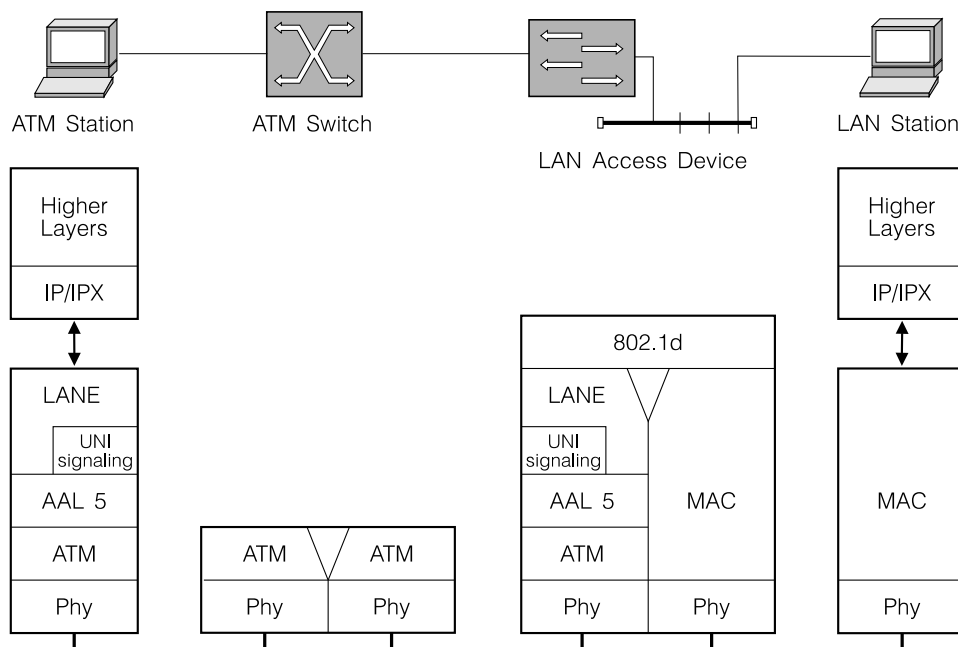 ATM Station
ATM Switch
LAN Access Device
LAN Station
Higher
Layers
IP/IPX
LANE
UNI
signaling
AAL 5
ATM
Phy
ATM
ATM
Phy
Phy
802.1d
LANE
UNI
signaling
AAL 5
ATM
Phy
MAC
Phy
Higher
Layers
IP/IPX
MAC
Phy